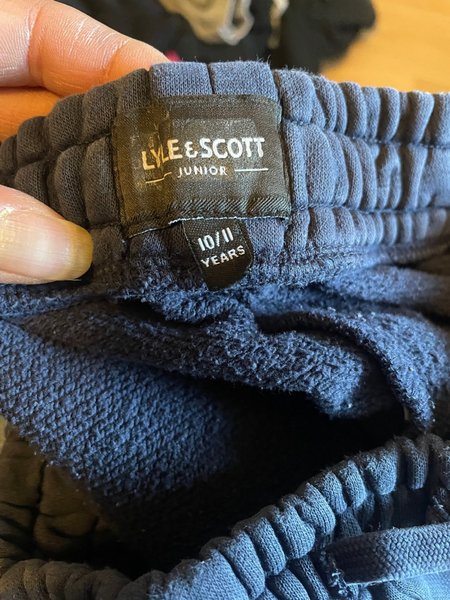 LYLE & SCOTT
JUNIOR
10/11
YEARS